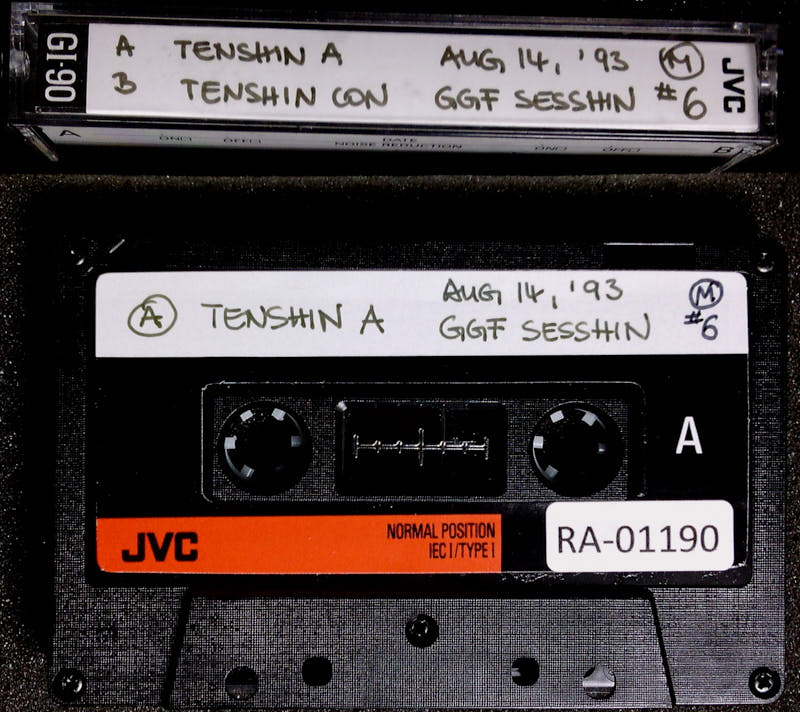 GI-90
A TENSHIN A AUG 14, '93 M
B TENSHIN CON GGF SESSHIN #6
JVC
A DATE B
ON□ OFF□ NOISE REDUCTION ON□ OFF□
A TENSHIN A AUG 14, '93 M
GGF SESSHIN #6
A
JVC NORMAL POSITION
IEC I/TYPE I
RA-01190